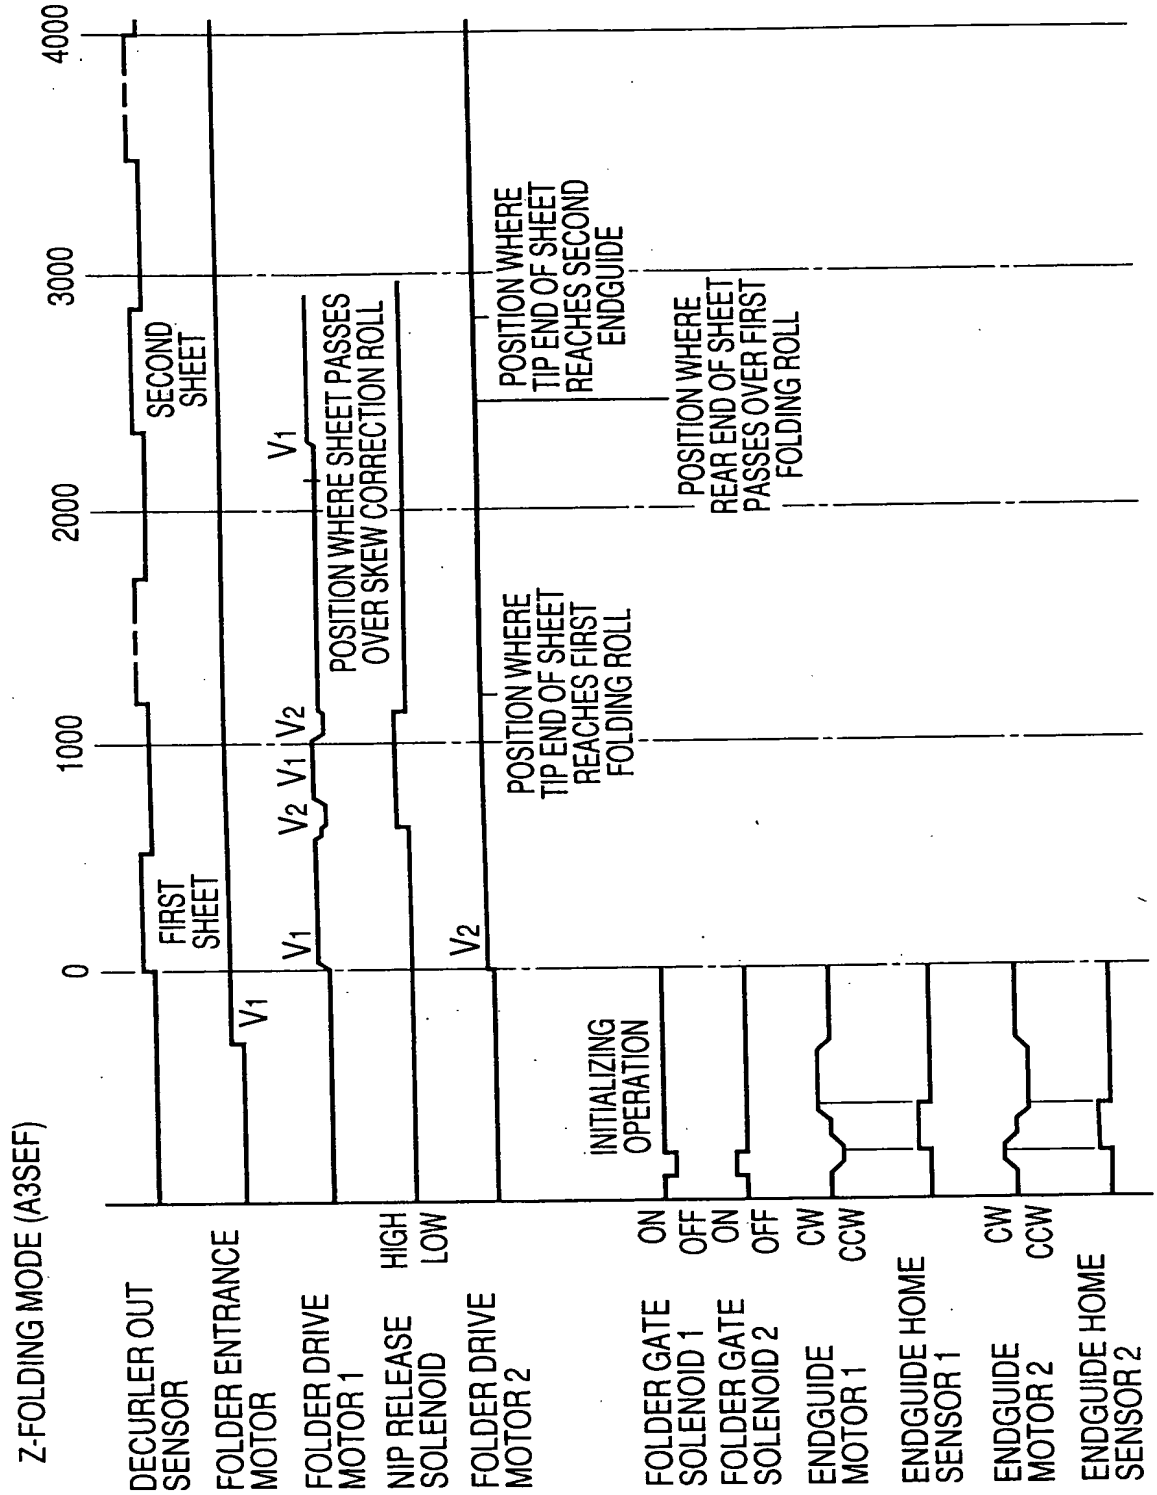 Z-FOLDING MODE (A3SEF)
0
1000
2000
3000
4000
DECURLER OUT
SENSOR
FIRST
SHEET
SECOND
SHEET
FOLDER ENTRANCE
MOTOR
V1
FOLDER DRIVE
MOTOR 1
V1
V2
V1
V2
V1
POSITION WHERE SHEET PASSES
OVER SKEW CORRECTION ROLL
NIP RELEASE
SOLENOID
HIGH
LOW
FOLDER DRIVE
MOTOR 2
V2
POSITION WHERE
TIP END OF SHEET
REACHES FIRST
FOLDING ROLL
POSITION WHERE
TIP END OF SHEET
REACHES SECOND
ENDGUIDE
POSITION WHERE
REAR END OF SHEET
PASSES OVER FIRST
FOLDING ROLL
INITIALIZING
OPERATION
FOLDER GATE
SOLENOID 1
ON
OFF
FOLDER GATE
SOLENOID 2
ON
OFF
ENDGUIDE
MOTOR 1
CW
CCW
ENDGUIDE HOME
SENSOR 1
ENDGUIDE
MOTOR 2
CW
CCW
ENDGUIDE HOME
SENSOR 2